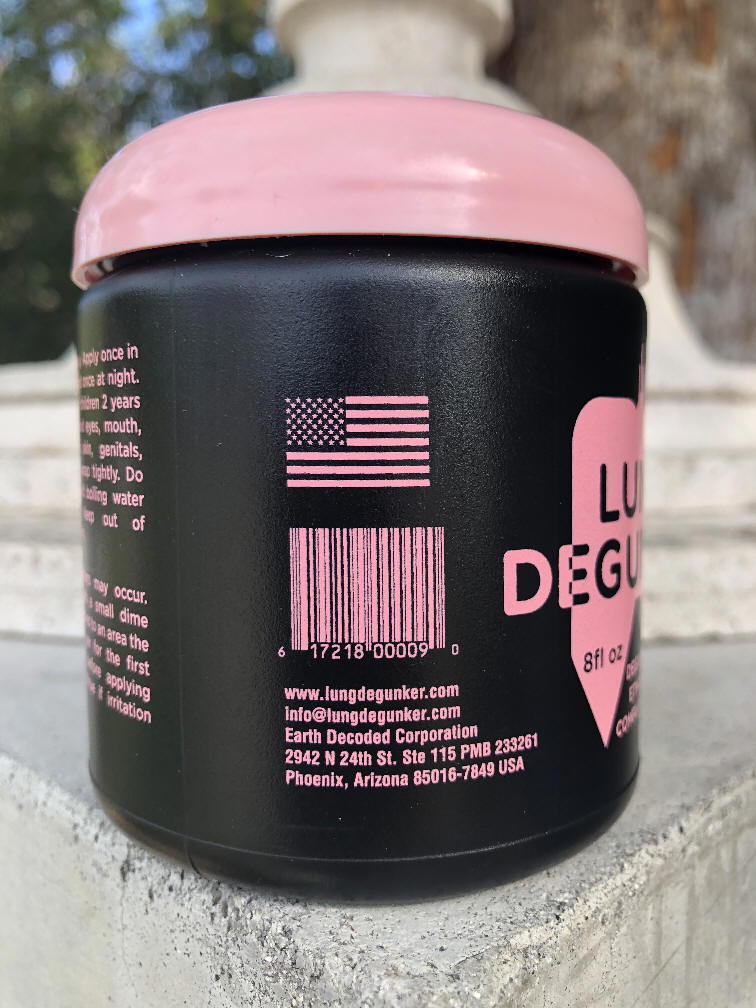 Apply once in
once at night.
children 2 years
eyes, mouth,
genitals,
tightly. Do
boiling water
out of
may occur.
a small dime
to an area the
for the first
applying
if irritation
6 17218 00009 0
www.lungdegunker.com
info@lungdegunker.com
Earth Decoded Corporation
2942 N 24th St. Ste 115 PMB 233261
Phoenix, Arizona 85016-7849 USA
LU
DEGU
8fl oz